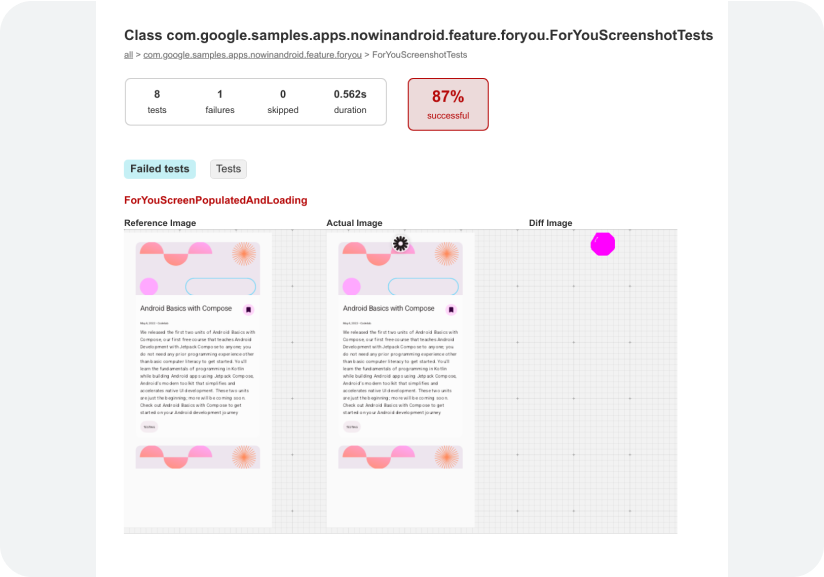 Class com.google.samples.apps.nowinandroid.feature.foryou.ForYouScreenshotTests
all > com.google.samples.apps.nowinandroid.feature.foryou > ForYouScreenshotTests
8 1 0 0.562s 87%
tests failures skipped duration successful
Failed tests Tests
ForYouScreenPopulatedAndLoading
Reference Image Actual Image Diff Image
Android Basics with Compose
We released the first two units of Android Basics with
Compose, our first free course that teaches Android
Development with Jetpack Compose to anyone; you
do not need any prior programming experience other
than basic computer literacy to get started. You'll
learn the fundamentals of programming in Kotlin
while building Android apps using Jetpack Compose,
Android's modern toolkit that simplifies and
accelerates native UI development. These two units
are just the beginning; more will be coming soon.
Check out Android Basics with Compose to get
started on your Android development journey
Android Basics with Compose
We released the first two units of Android Basics with
Compose, our first free course that teaches Android
Development with Jetpack Compose to anyone; you
do not need any prior programming experience other
than basic computer literacy to get started. You'll
learn the fundamentals of programming in Kotlin
while building Android apps using Jetpack Compose,
Android's modern toolkit that simplifies and
accelerates native UI development. These two units
are just the beginning; more will be coming soon.
Check out Android Basics with Compose to get
started on your Android development journey